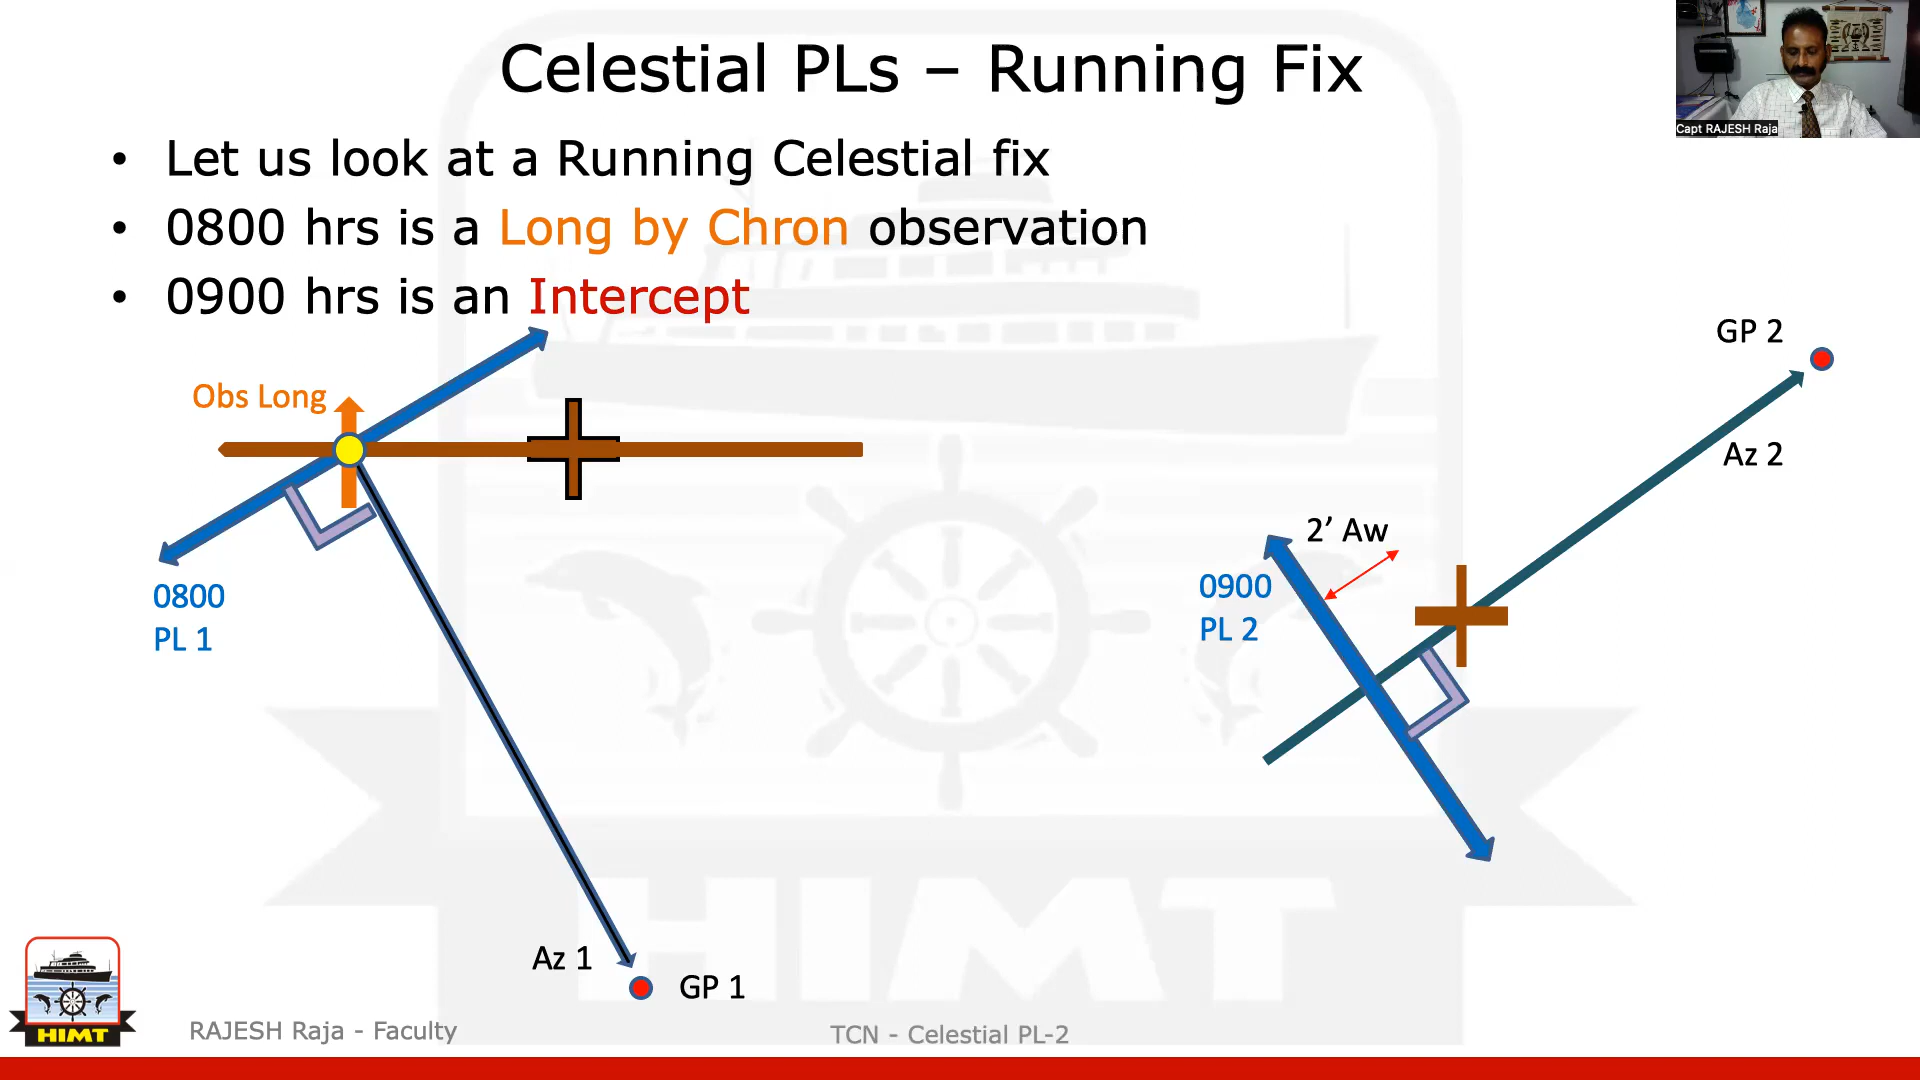 Celestial PLs – Running Fix
Capt RAJESH Raja
• Let us look at a Running Celestial fix
• 0800 hrs is a Long by Chron observation
• 0900 hrs is an Intercept
GP 2
Obs Long
Az 2
2’ Aw
0900
PL 2
0800
PL 1
Az 1
GP 1
HIMT
HIMT
RAJESH Raja - Faculty
TCN - Celestial PL-2